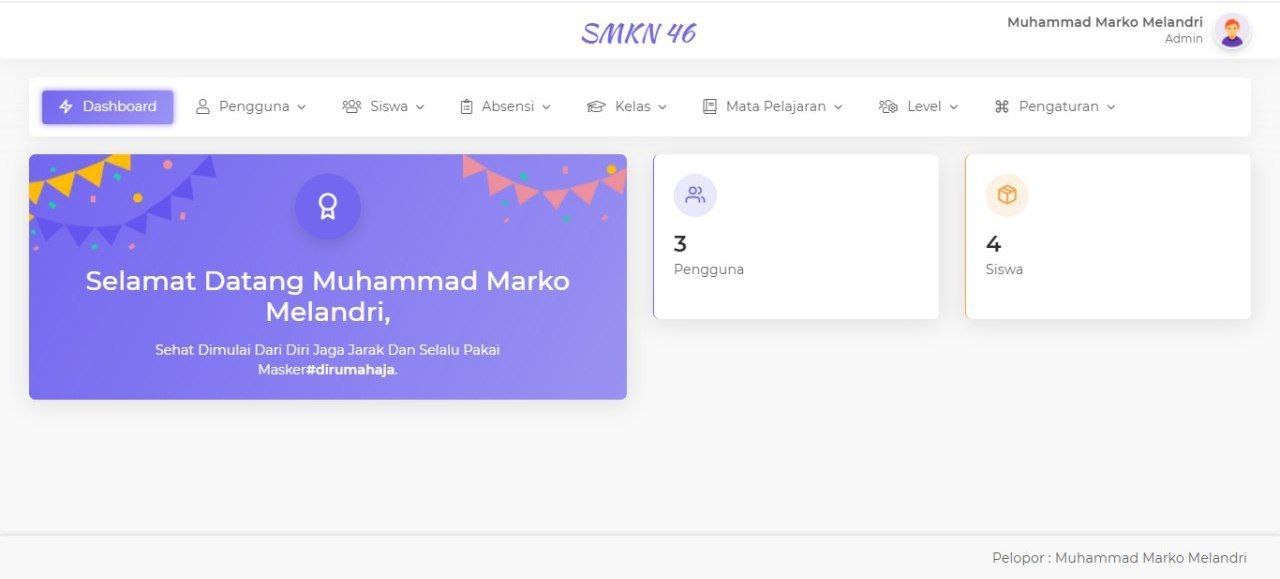 SMKN 46
Muhammad Marko Melandri
Admin
Dashboard
Pengguna
Siswa
Absensi
Kelas
Mata Pelajaran
Level
Pengaturan
Selamat Datang Muhammad Marko
Melandri,
Sehat Dimulai Dari Diri Jaga Jarak Dan Selalu Pakai
Masker#dirumahaja.
3
Pengguna
4
Siswa
Pelopor : Muhammad Marko Melandri